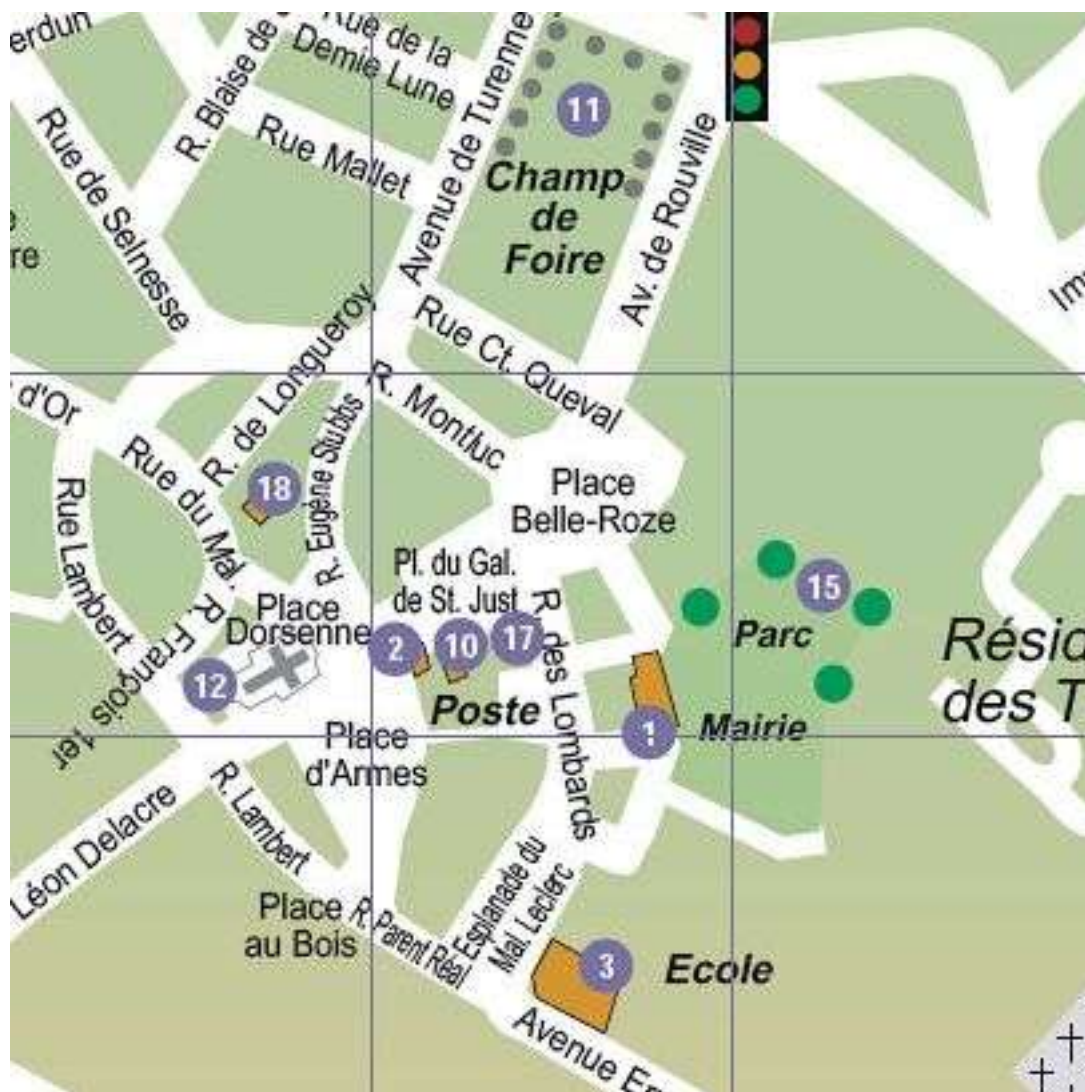 erdun
R. Blaise de
Rue de la
Demie Lune
Avenue de Turenne
11
Rue de Selnesse
Rue Mallet
Champ
de
Foire
Av. de Rouville
re
R. de Longueroy
Rue Ct. Queval
d'Or
R. Montluc
R. Eugène Stubbs
Rue du Mal.
R. François 1er
Rue Lambert
18
Place
Belle-Roze
Pl. du Gal.
de St. Just
Place
Dorsenne
2
10
17
R. des Lombards
15
Parc
Résid
des T
12
Poste
1
Mairie
Place
d'Armes
R. Lambert
Léon Delacre
Esplanade du
Mal. Leclerc
Place
au Bois
R. Parent Réal
3
Ecole
Avenue